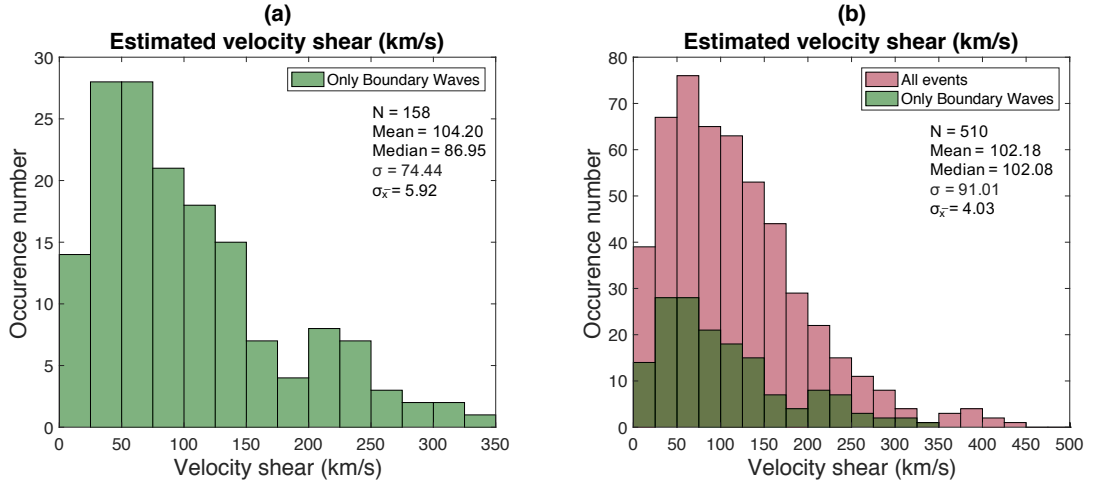 (a)
Estimated velocity shear (km/s)
30
25
20
15
10
5
0
Occurence number
Only Boundary Waves
N = 158
Mean = 104.20
Median = 86.95
σ = 74.44
σx̄ = 5.92
0 50 100 150 200 250 300 350
Velocity shear (km/s)
(b)
Estimated velocity shear (km/s)
80
70
60
50
40
30
20
10
0
Occurence number
All events
Only Boundary Waves
N = 510
Mean = 102.18
Median = 102.08
σ = 91.01
σx̄ = 4.03
0 50 100 150 200 250 300 350 400 450 500
Velocity shear (km/s)